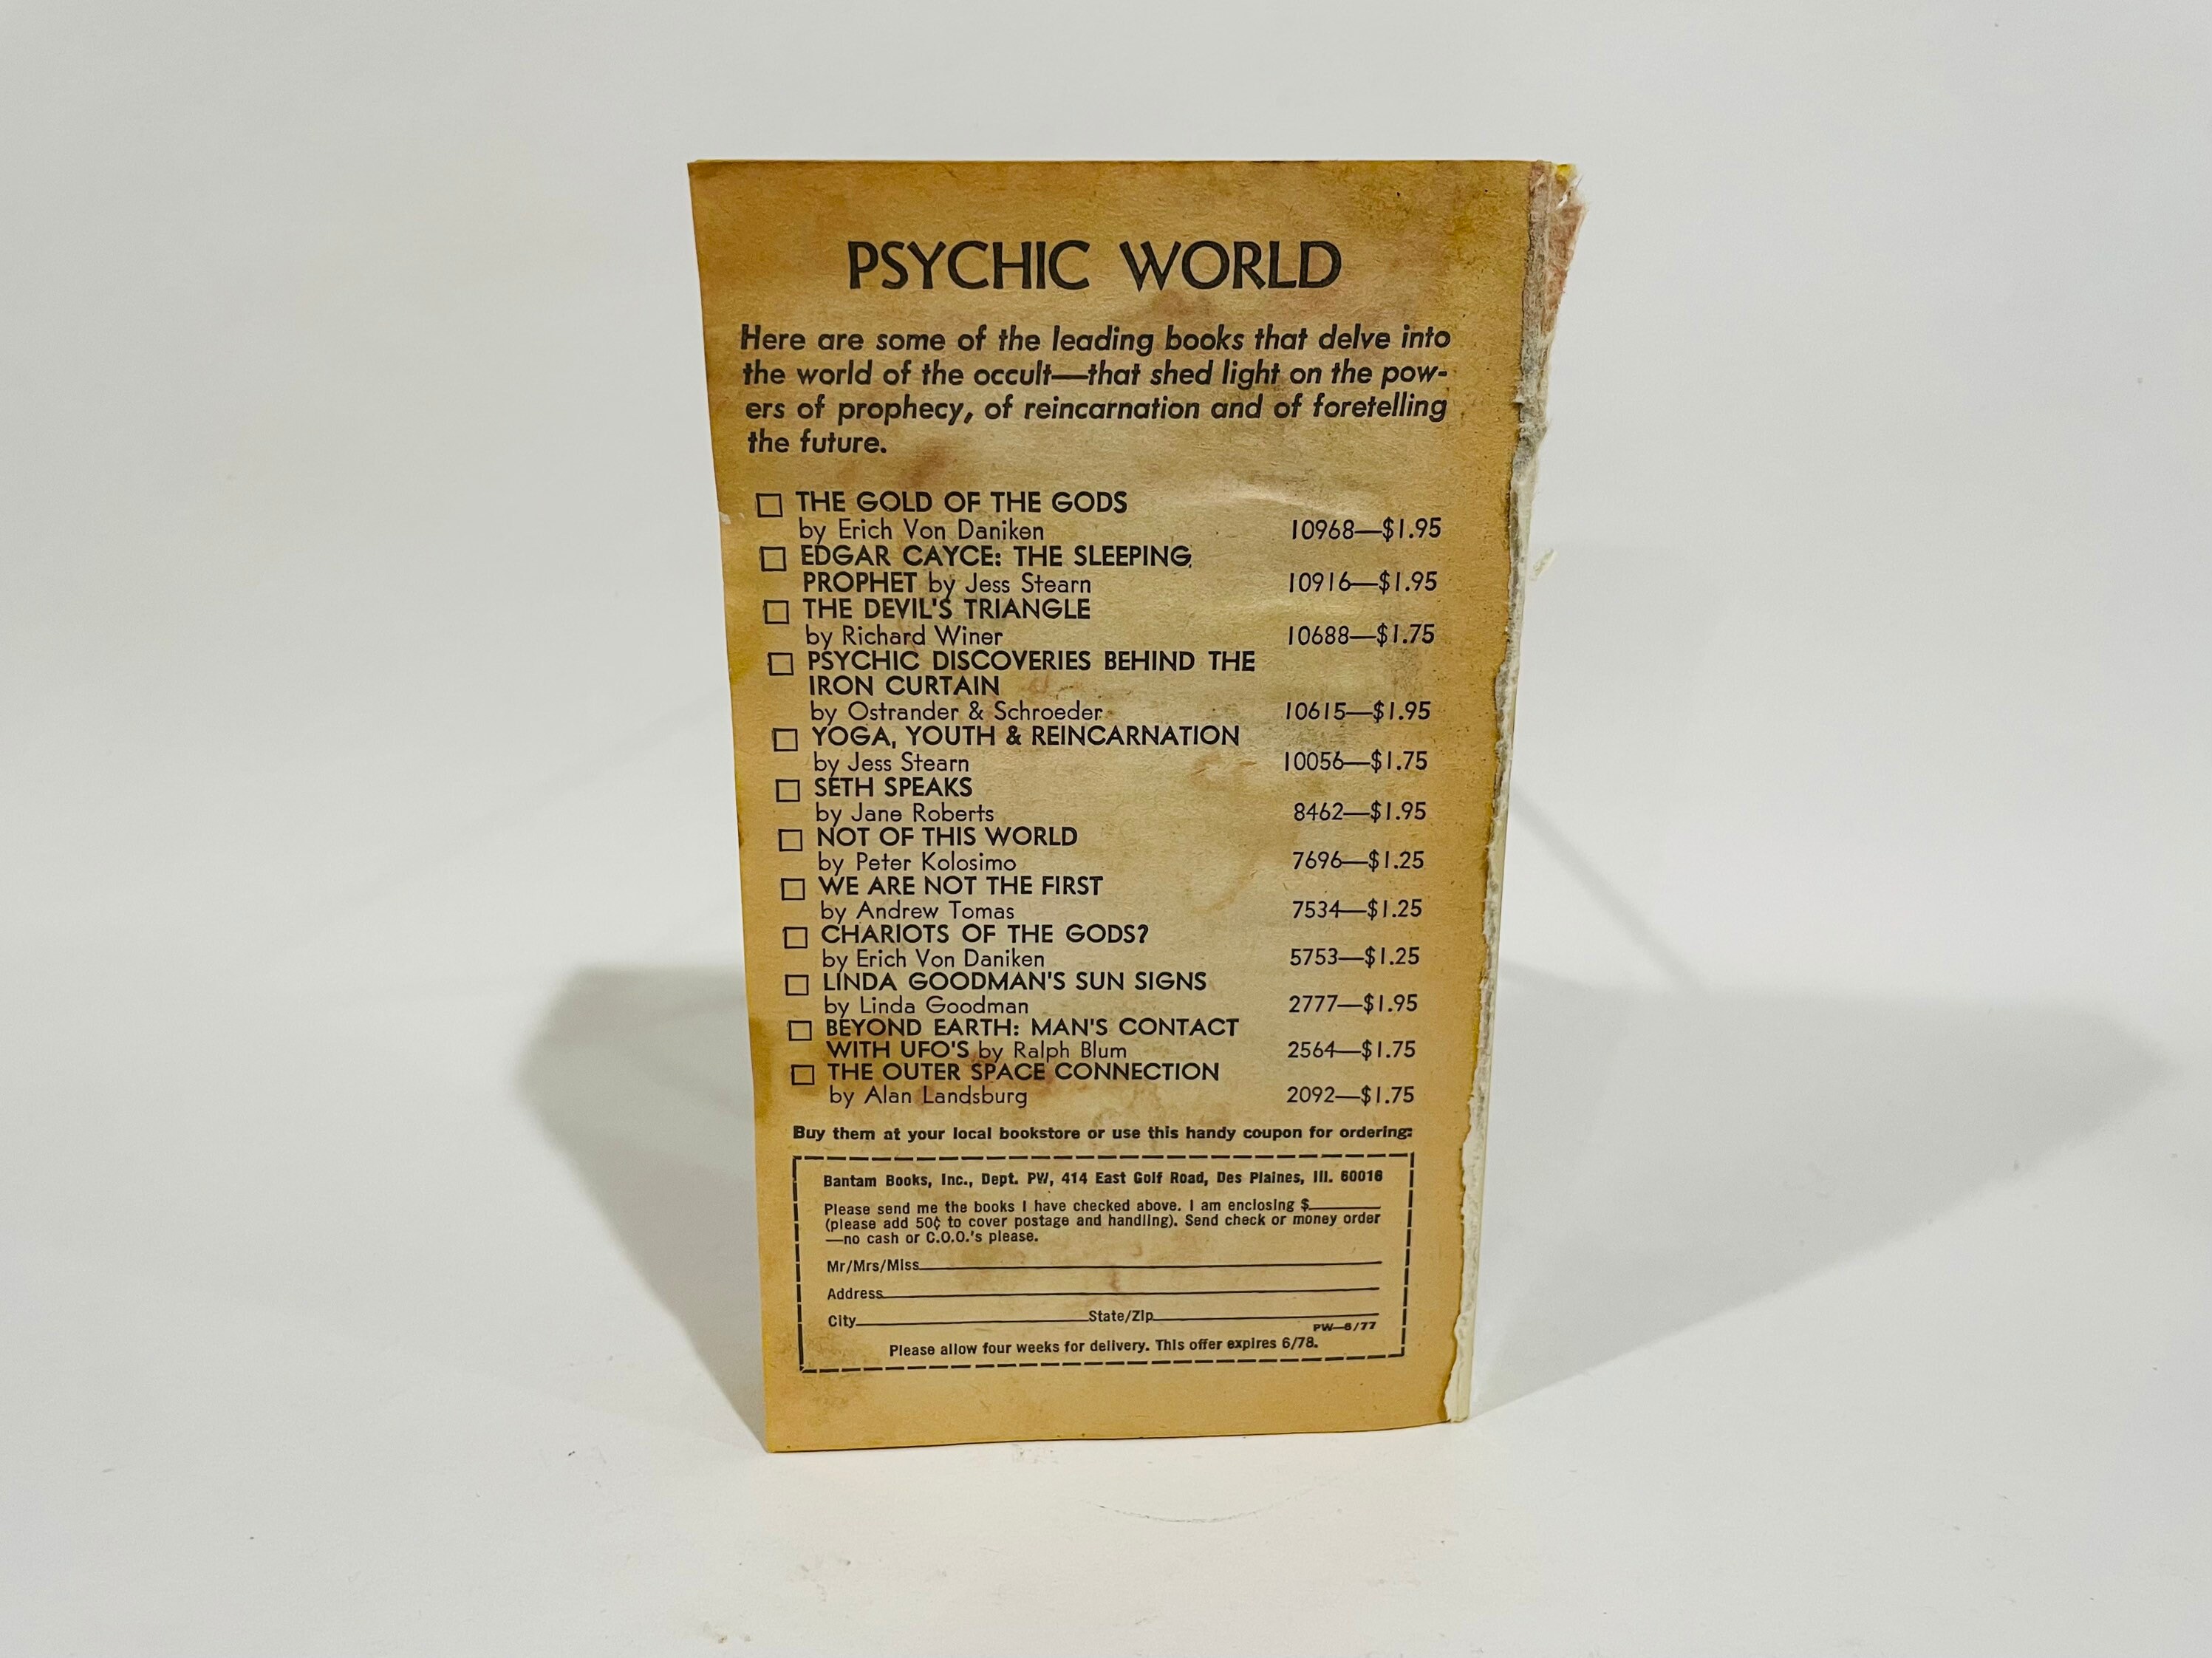 PSYCHIC WORLD
Here are some of the leading books that delve into
the world of the occult—that shed light on the pow-
ers of prophecy, of reincarnation and of foretelling
the future.
□ THE GOLD OF THE GODS
by Erich Von Daniken 10968—$1.95
□ EDGAR CAYCE: THE SLEEPING
PROPHET by Jess Stearn 10916—$1.95
□ THE DEVIL'S TRIANGLE
by Richard Winer 10688—$1.75
□ PSYCHIC DISCOVERIES BEHIND THE
IRON CURTAIN
by Ostrander & Schroeder 10615—$1.95
□ YOGA, YOUTH & REINCARNATION
by Jess Stearn 10056—$1.75
□ SETH SPEAKS
by Jane Roberts 8462—$1.95
□ NOT OF THIS WORLD
by Peter Kolosimo 7696—$1.25
□ WE ARE NOT THE FIRST
by Andrew Tomas 7534—$1.25
□ CHARIOTS OF THE GODS?
by Erich Von Daniken 5753—$1.25
□ LINDA GOODMAN'S SUN SIGNS
by Linda Goodman 2777—$1.95
□ BEYOND EARTH: MAN'S CONTACT
WITH UFO'S by Ralph Blum 2564—$1.75
□ THE OUTER SPACE CONNECTION
by Alan Landsburg 2092—$1.75
Buy them at your local bookstore or use this handy coupon for ordering:
Bantam Books, Inc., Dept. PW, 414 East Golf Road, Des Plaines, Ill. 60016
Please send me the books I have checked above. I am enclosing $______
(please add 50¢ to cover postage and handling). Send check or money order
—no cash or C.O.O.'s please.
Mr/Mrs/Miss______
Address______
City______State/Zip______
PW—6/77
Please allow four weeks for delivery. This offer expires 6/78.